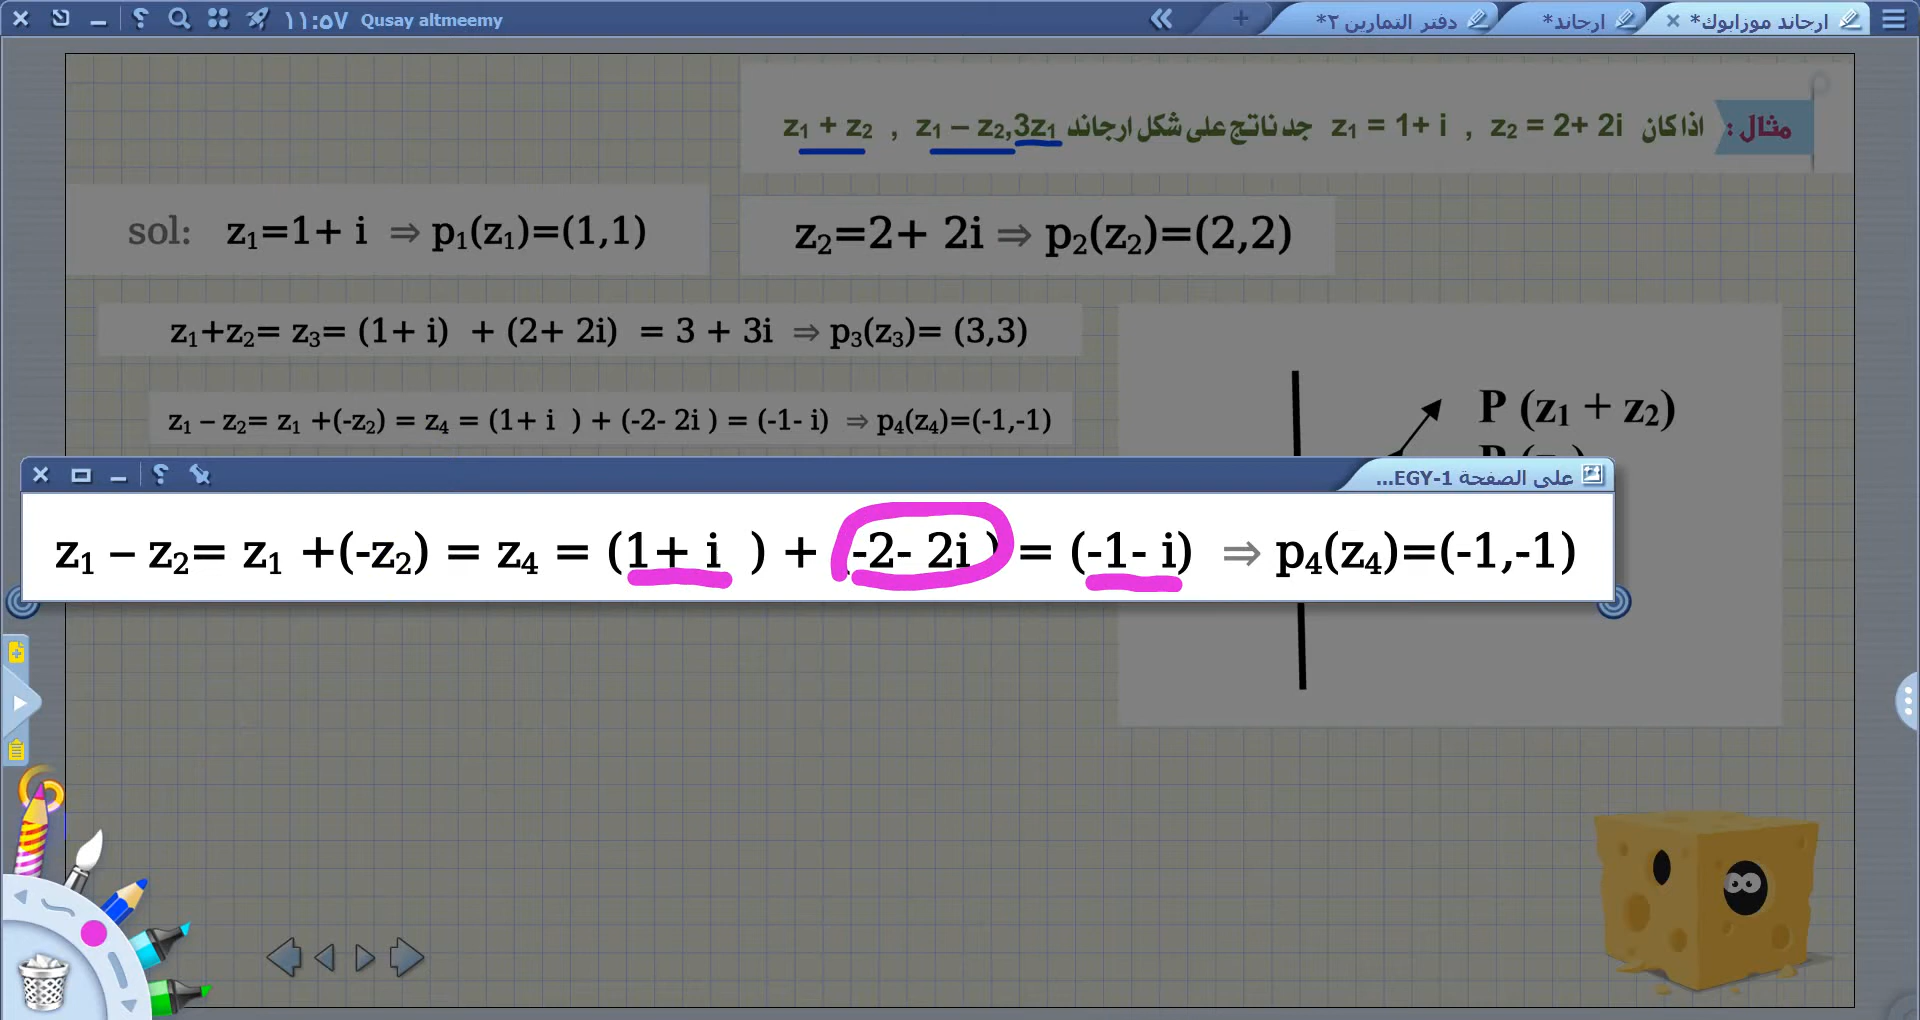 ١١:٥٧ Qusay altmeemy
دفتر التمارين ٢*
ارجاند*
ارجاند موزابوك*
مثال : اذا كان z₁ = 1+ i , z₂ = 2+ 2i جد ناتج على شكل ارجاند z₁ + z₂ , z₁ – z₂,3z₁
sol: z₁=1+ i ⇒ p₁(z₁)=(1,1)
z₂=2+ 2i ⇒ p₂(z₂)=(2,2)
z₁+z₂= z₃= (1+ i) + (2+ 2i) = 3 + 3i ⇒ p₃(z₃)= (3,3)
z₁ – z₂= z₁ +(-z₂) = z₄ = (1+ i ) + (-2- 2i ) = (-1- i) ⇒ p₄(z₄)=(-1,-1)
P (z₁ + z₂)
على الصفحة EGY-1...
z₁ – z₂= z₁ +(-z₂) = z₄ = (1+ i ) + (-2- 2i ) = (-1- i) ⇒ p₄(z₄)=(-1,-1)